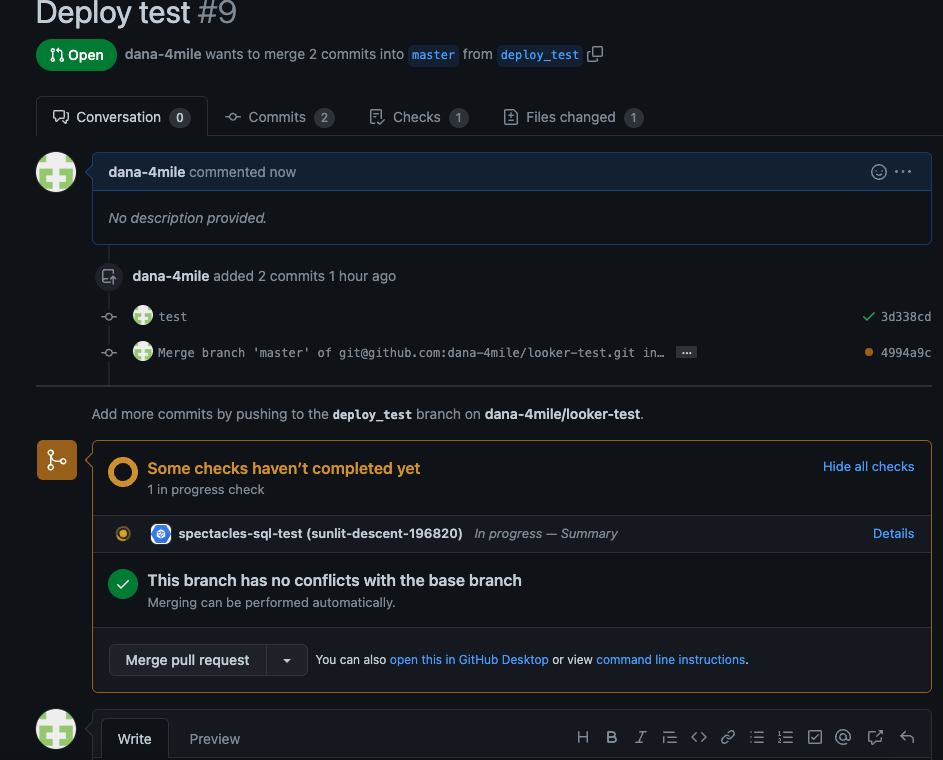 Deploy test #9
Open dana-4mile wants to merge 2 commits into master from deploy_test
Conversation 0 Commits 2 Checks 1 Files changed 1
dana-4mile commented now
No description provided.
dana-4mile added 2 commits 1 hour ago
test 3d338cd
Merge branch 'master' of git@github.com:dana-4mile/looker-test.git in… … 4994a9c
Add more commits by pushing to the deploy_test branch on dana-4mile/looker-test.
Some checks haven’t completed yet Hide all checks
1 in progress check
spectacles-sql-test (sunlit-descent-196820) In progress — Summary Details
This branch has no conflicts with the base branch
Merging can be performed automatically.
Merge pull request You can also open this in GitHub Desktop or view command line instructions.
Write Preview